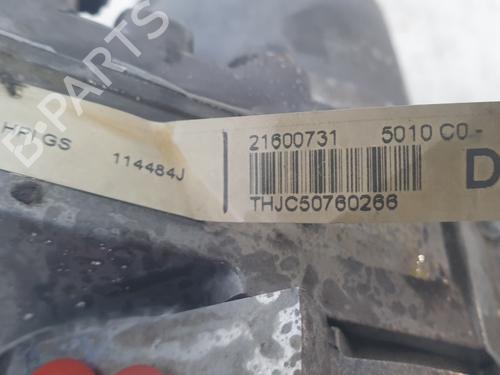 B-PARTS
HPI GS
114484J
21600731 5010 C0 -
THJC50760266
D